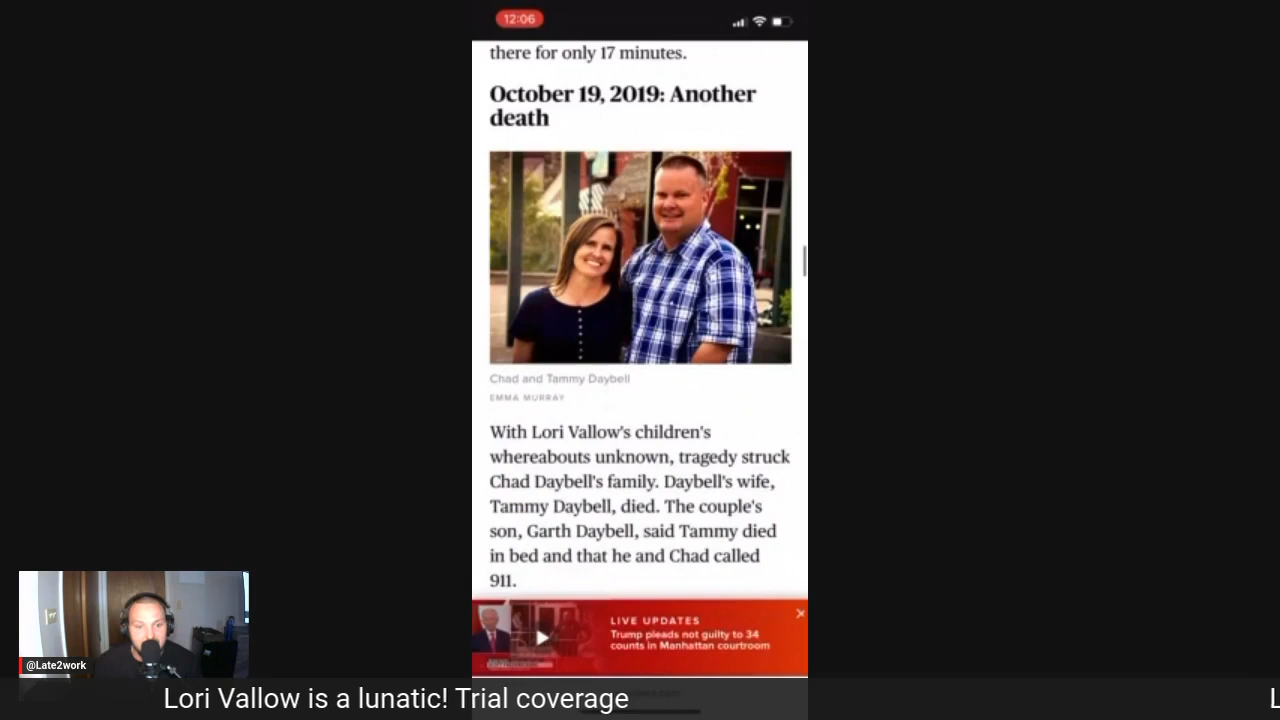 12:06
there for only 17 minutes.
October 19, 2019: Another
death
Chad and Tammy Daybell
EMMA MURRAY
With Lori Vallow's children's
whereabouts unknown, tragedy struck
Chad Daybell's family. Daybell's wife,
Tammy Daybell, died. The couple's
son, Garth Daybell, said Tammy died
in bed and that he and Chad called
911.
LIVE UPDATES
Trump pleads not guilty to 34
counts in Manhattan courtroom
@Late2work
Lori Vallow is a lunatic! Trial coverage
L